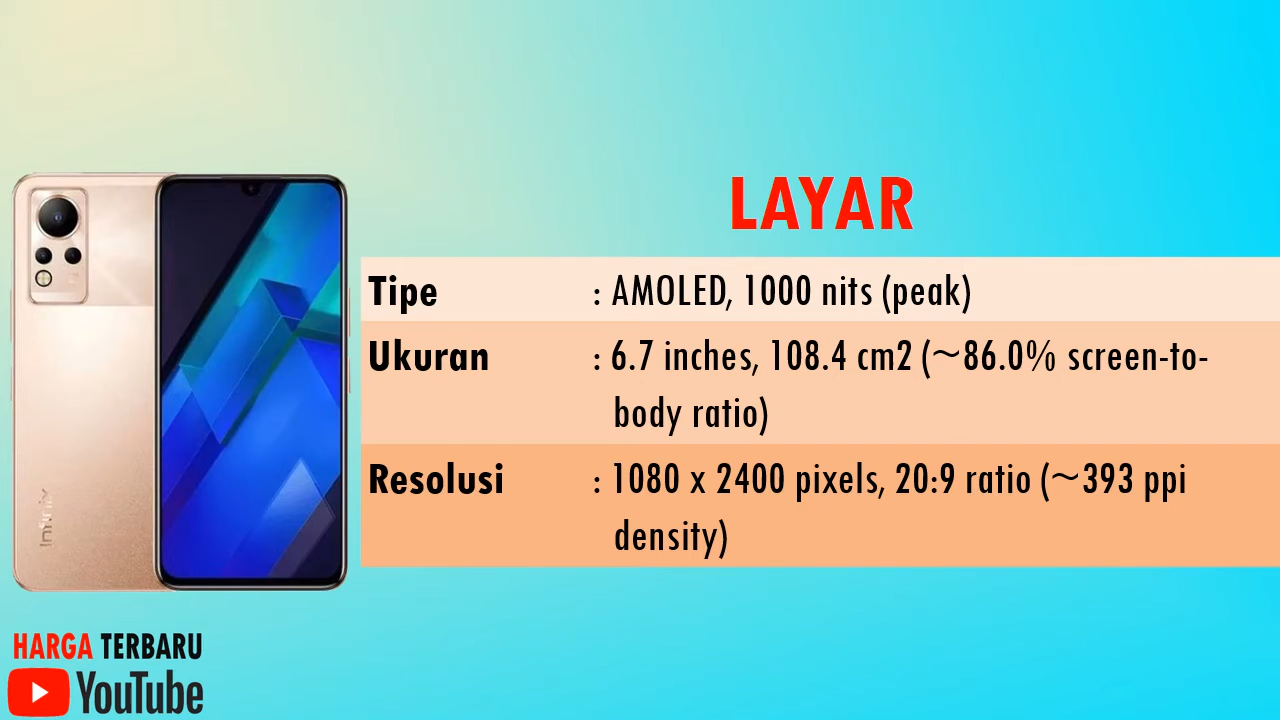 LAYAR
Tipe : AMOLED, 1000 nits (peak)
Ukuran : 6.7 inches, 108.4 cm2 (~86.0% screen-to-
body ratio)
Resolusi : 1080 x 2400 pixels, 20:9 ratio (~393 ppi
density)
Infinix
HARGA TERBARU
YouTube